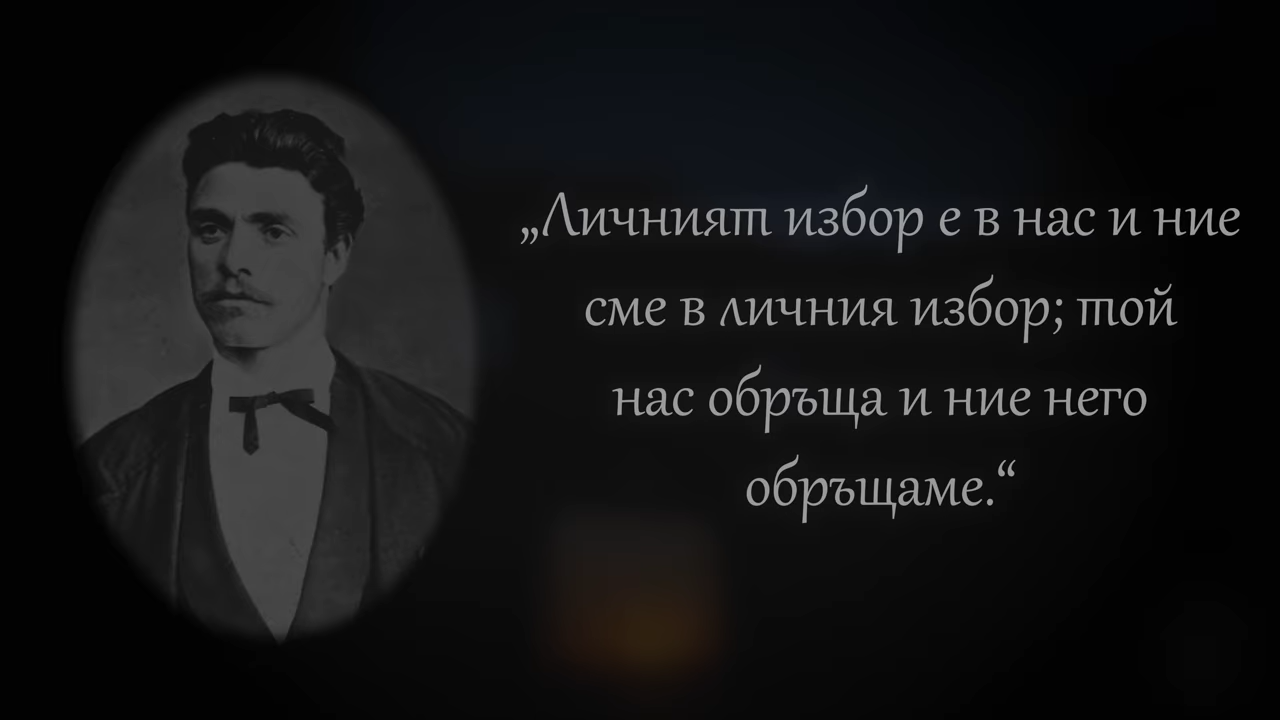 „Личният избор е в нас и ние
сме в личния избор; той
нас обръща и ние него
обръщаме.“